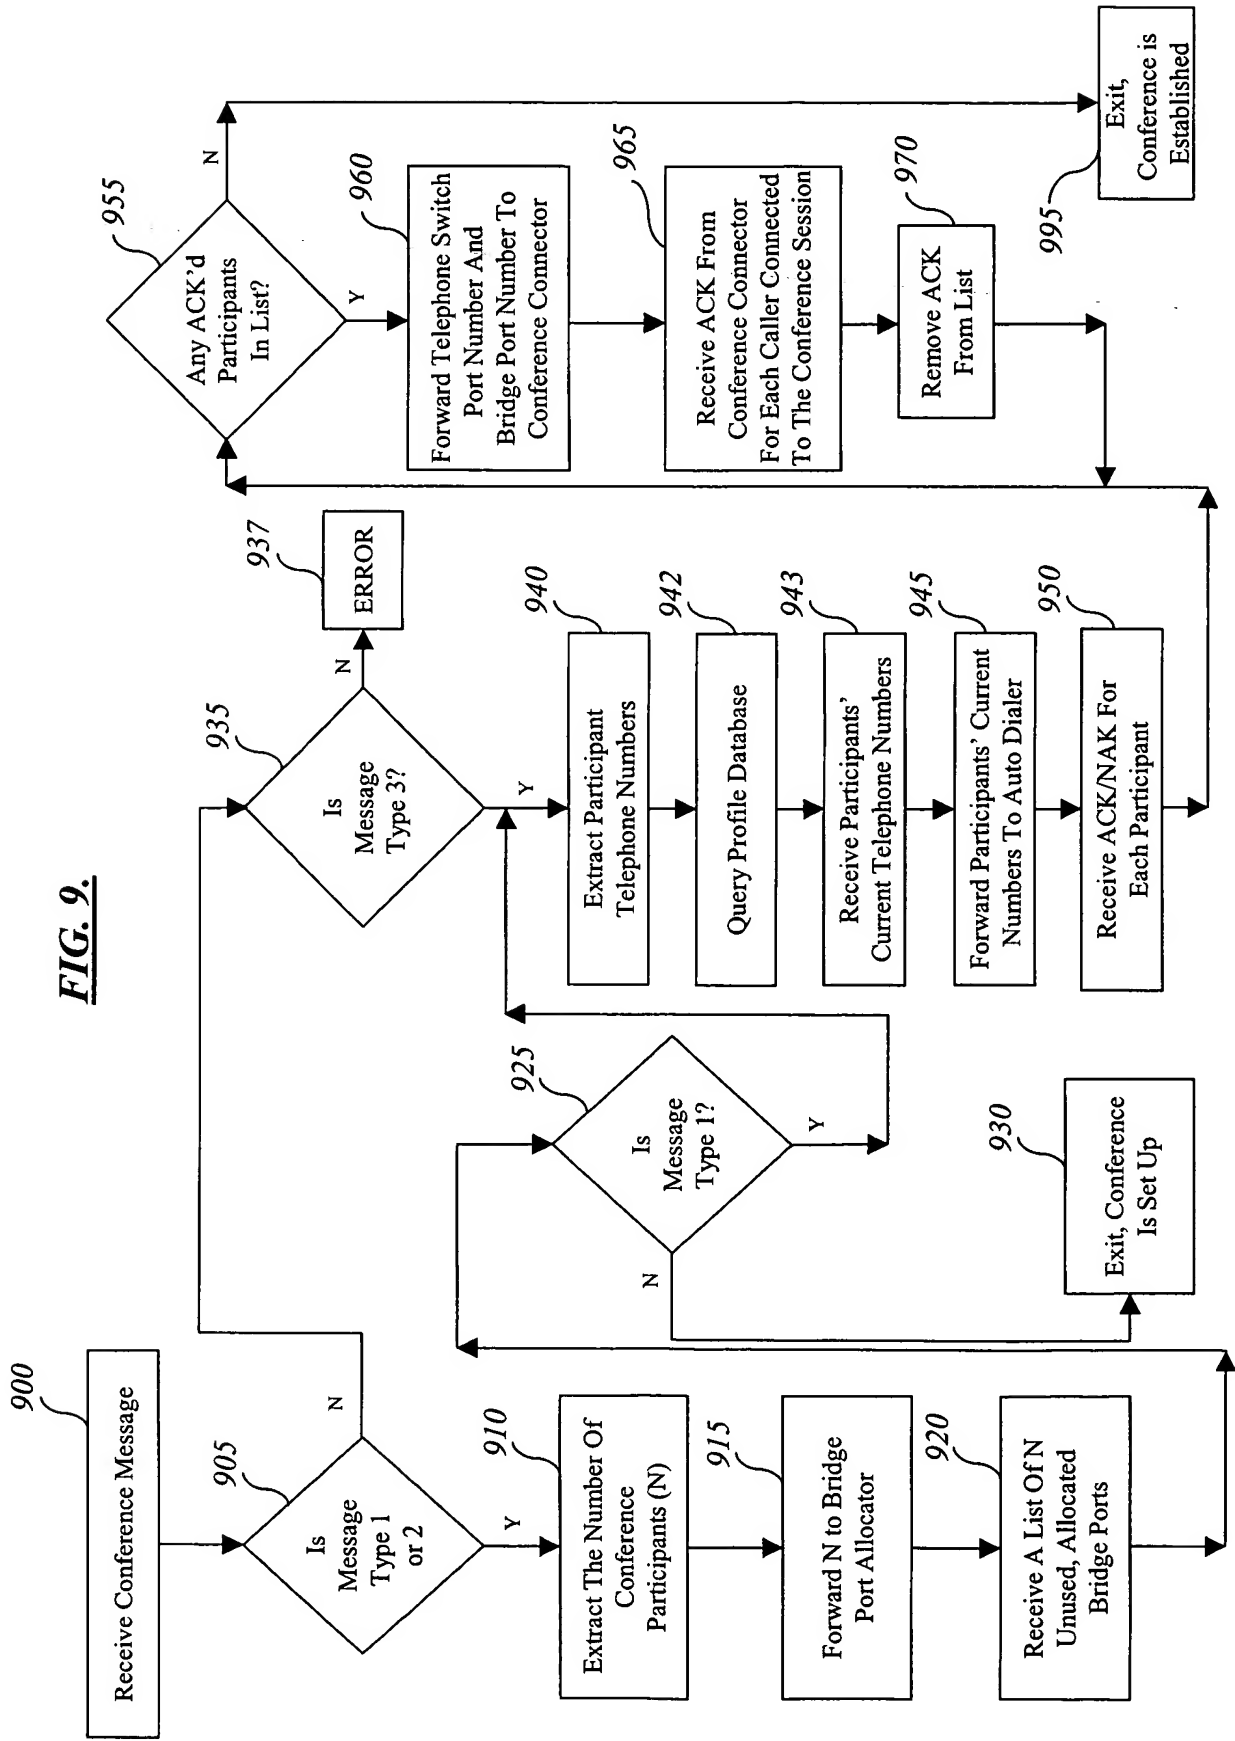 FIG. 9.
900
Receive Conference Message
905
Is
Message
Type 1
or 2
N
Y
910
Extract The Number Of
Conference
Participants (N)
915
Forward N to Bridge
Port Allocator
920
Receive A List Of N
Unused, Allocated
Bridge Ports
925
Is
Message
Type 1?
N
Y
930
Exit, Conference
Is Set Up
935
Is
Message
Type 3?
N
Y
937
ERROR
940
Extract Participant
Telephone Numbers
942
Query Profile Database
943
Receive Participants'
Current Telephone Numbers
945
Forward Participants' Current
Numbers To Auto Dialer
950
Receive ACK/NAK For
Each Participant
955
Any ACK'd
Participants
In List?
N
Y
960
Forward Telephone Switch
Port Number And
Bridge Port Number To
Conference Connector
965
Receive ACK From
Conference Connector
For Each Caller Connected
To The Conference Session
970
Remove ACK
From List
995
Exit,
Conference is
Established